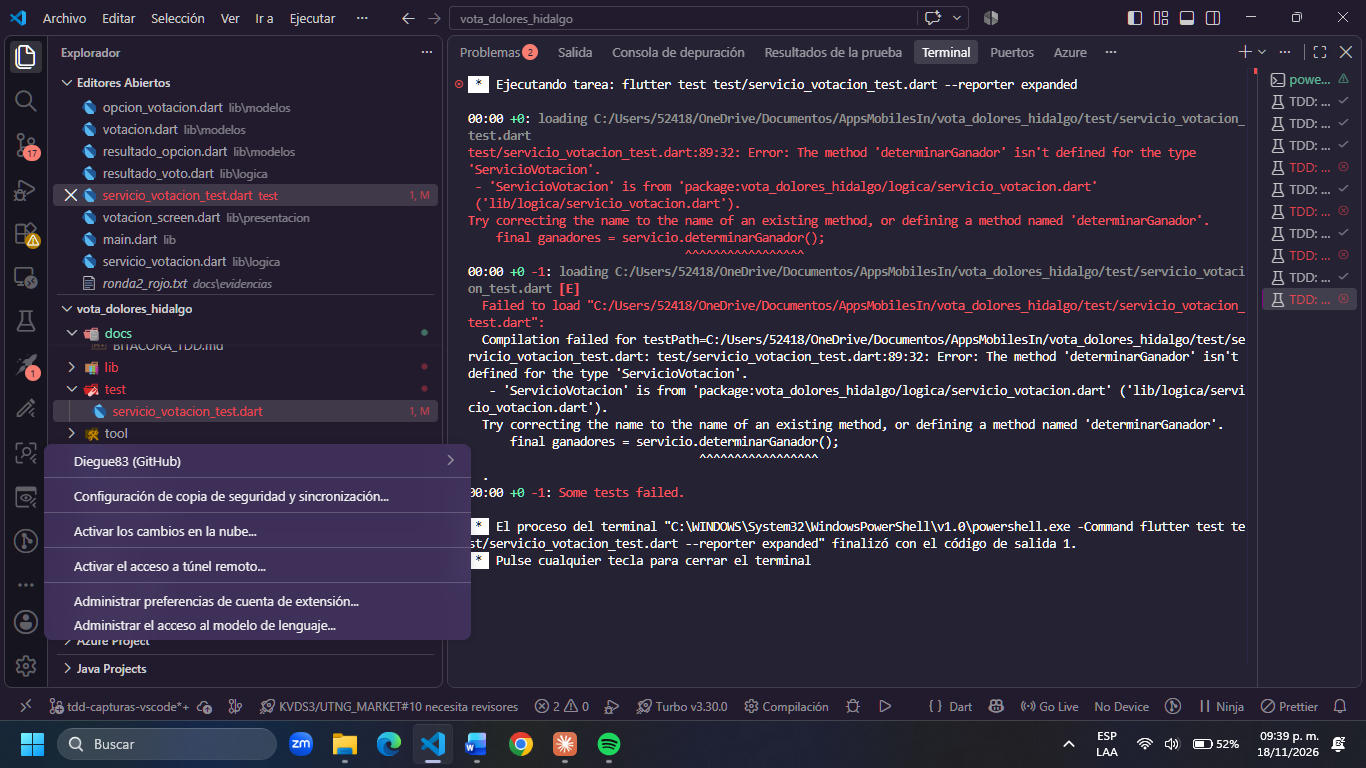 Archivo Editar Selección Ver Ir a Ejecutar ···
vota_dolores_hidalgo
Explorador
Editores Abiertos
opcion_votacion.dart lib\modelos
votacion.dart lib\modelos
resultado_opcion.dart lib\modelos
resultado_voto.dart lib\logica
servicio_votacion_test.dart test 1, M
votacion_screen.dart lib\presentacion
main.dart lib
servicio_votacion.dart lib\logica
ronda2_rojo.txt docs\evidencias
vota_dolores_hidalgo
docs
BITACORA_TDD.md
lib
test
servicio_votacion_test.dart 1, M
tool
17
1
Diegue83 (GitHub)
Configuración de copia de seguridad y sincronización...
Activar los cambios en la nube...
Activar el acceso a túnel remoto...
Administrar preferencias de cuenta de extensión...
Administrar el acceso al modelo de lenguaje...
Azure Project
Java Projects
Problemas 2 Salida Consola de depuración Resultados de la prueba Terminal Puertos Azure ···
* Ejecutando tarea: flutter test test/servicio_votacion_test.dart --reporter expanded
00:00 +0: loading C:/Users/52418/OneDrive/Documentos/AppsMobilesIn/vota_dolores_hidalgo/test/servicio_votacion_
test.dart
test/servicio_votacion_test.dart:89:32: Error: The method 'determinarGanador' isn't defined for the type
'ServicioVotacion'.
- 'ServicioVotacion' is from 'package:vota_dolores_hidalgo/logica/servicio_votacion.dart'
('lib/logica/servicio_votacion.dart').
Try correcting the name to the name of an existing method, or defining a method named 'determinarGanador'.
final ganadores = servicio.determinarGanador();
^^^^^^^^^^^^^^^^^
00:00 +0 -1: loading C:/Users/52418/OneDrive/Documentos/AppsMobilesIn/vota_dolores_hidalgo/test/servicio_votaci
on_test.dart [E]
Failed to load "C:/Users/52418/OneDrive/Documentos/AppsMobilesIn/vota_dolores_hidalgo/test/servicio_votacion_
test.dart":
Compilation failed for testPath=C:/Users/52418/OneDrive/Documentos/AppsMobilesIn/vota_dolores_hidalgo/test/se
rvicio_votacion_test.dart: test/servicio_votacion_test.dart:89:32: Error: The method 'determinarGanador' isn't
defined for the type 'ServicioVotacion'.
- 'ServicioVotacion' is from 'package:vota_dolores_hidalgo/logica/servicio_votacion.dart' ('lib/logica/servi
cio_votacion.dart').
Try correcting the name to the name of an existing method, or defining a method named 'determinarGanador'.
final ganadores = servicio.determinarGanador();
^^^^^^^^^^^^^^^^^
.
00:00 +0 -1: Some tests failed.
* El proceso del terminal "C:\WINDOWS\System32\WindowsPowerShell\v1.0\powershell.exe -Command flutter test te
st/servicio_votacion_test.dart --reporter expanded" finalizó con el código de salida 1.
* Pulse cualquier tecla para cerrar el terminal
powe...
TDD: ...
TDD: ...
TDD: ...
TDD: ...
TDD: ...
TDD: ...
TDD: ...
TDD: ...
TDD: ...
TDD: ...
tdd-capturas-vscode*+ KVDS3/UTNG_MARKET#10 necesita revisores 2 0 Turbo v3.30.0 Compilación { } Dart Go Live No Device Ninja Prettier
Buscar
zm
ESP
LAA
52%
09:39 p. m.
18/11/2026